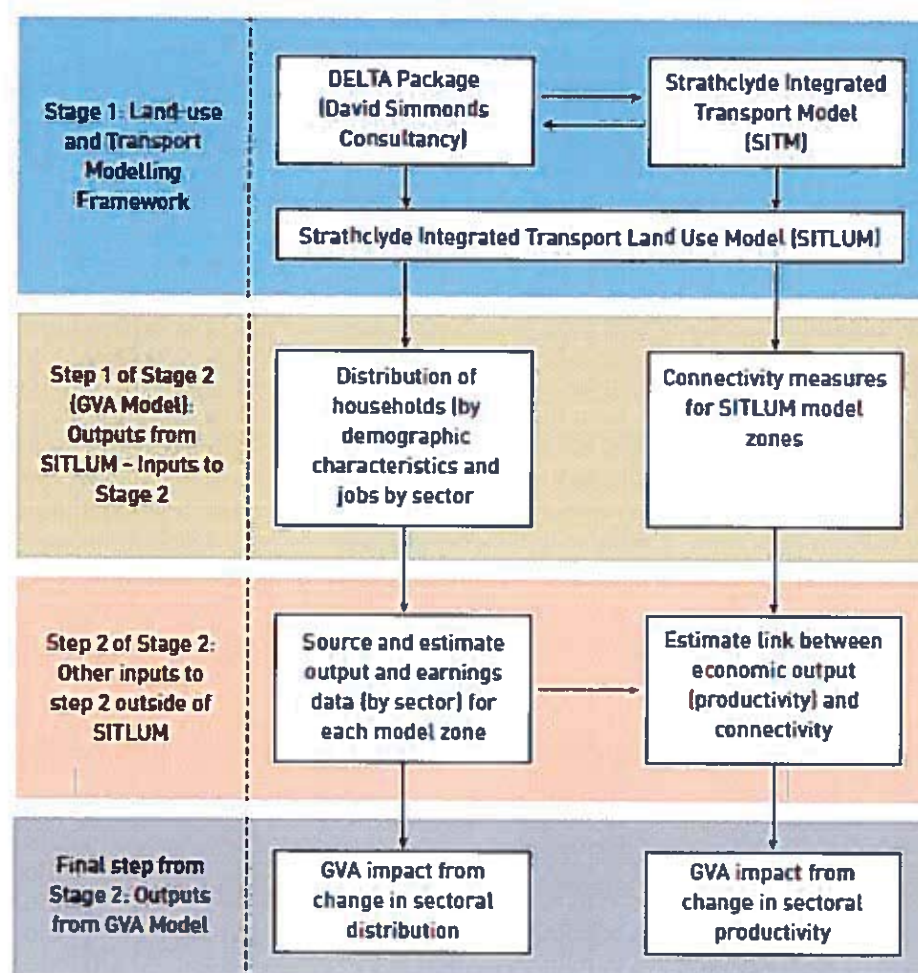 Stage 1: Land-use
and Transport
Modelling
Framework
DELTA Package
(David Simmonds
Consultancy)
Strathclyde Integrated
Transport Model
(SITM)
Strathclyde Integrated Transport Land Use Model (SITLUM)
Step 1 of Stage 2
(GVA Model):
Outputs from
SITLUM – Inputs to
Stage 2
Distribution of
households (by
demographic
characteristics and
jobs by sector
Connectivity measures
for SITLUM model
zones
Step 2 of Stage 2:
Other inputs to
step 2 outside of
SITLUM
Source and estimate
output and earnings
data (by sector) for
each model zone
Estimate link between
economic output
(productivity) and
connectivity
Final step from
Stage 2: Outputs
from GVA Model
GVA impact from
change in sectoral
distribution
GVA impact from
change in sectoral
productivity